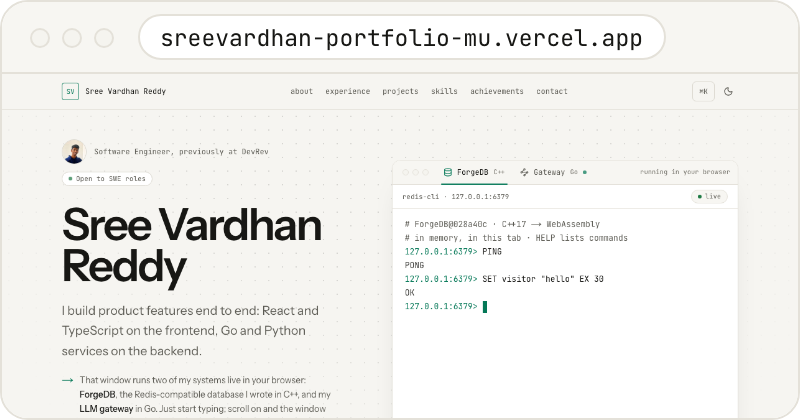 sreevardhan-portfolio-mu.vercel.app
SV Sree Vardhan Reddy about experience projects skills achievements contact ⌘K
Software Engineer, previously at DevRev
Open to SWE roles
Sree Vardhan
Reddy
I build product features end to end: React and
TypeScript on the frontend, Go and Python
services on the backend.
→ That window runs two of my systems live in your browser:
ForgeDB, the Redis-compatible database I wrote in C++, and my
LLM gateway in Go. Just start typing; scroll on and the window
ForgeDB C++ Gateway Go running in your browser
redis-cli · 127.0.0.1:6379 live
# ForgeDB@028a40c · C++17 → WebAssembly
# in memory, in this tab · HELP lists commands
127.0.0.1:6379> PING
PONG
127.0.0.1:6379> SET visitor "hello" EX 30
OK
127.0.0.1:6379>